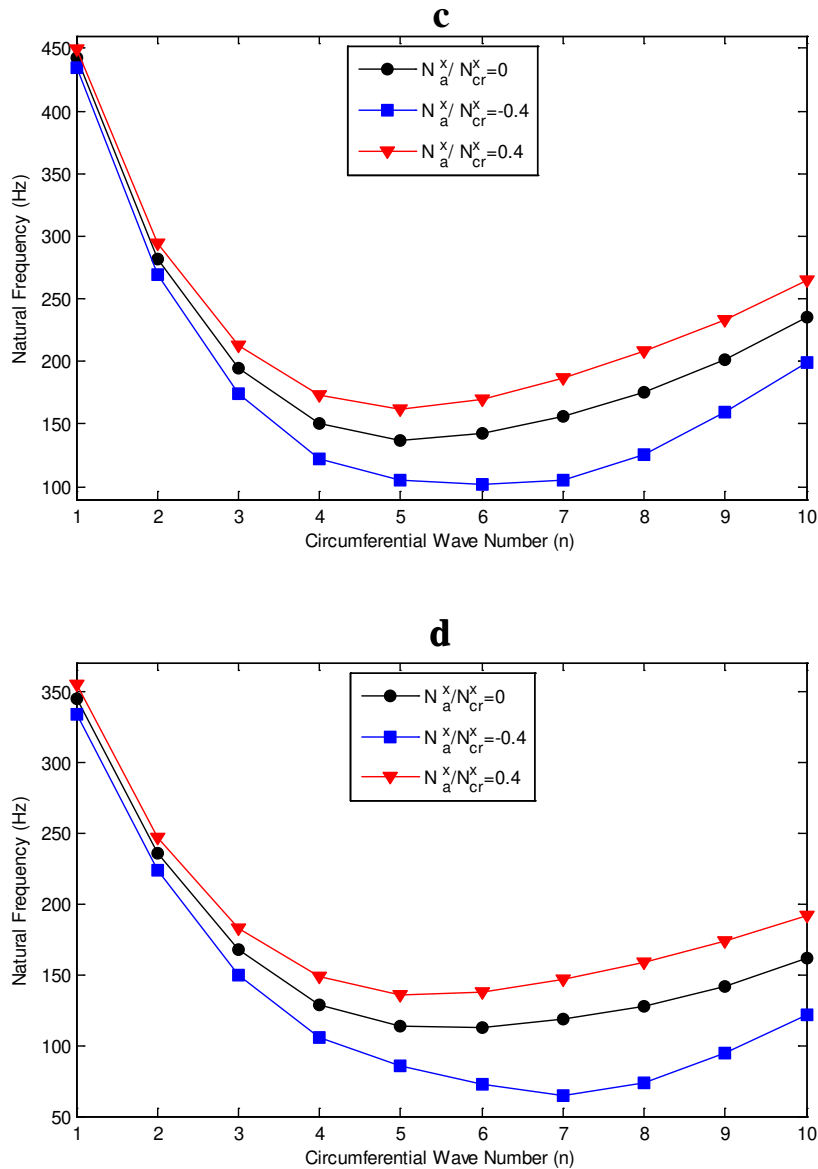 c
450
400
350
300
250
200
150
100
Natural Frequency (Hz)
N_a^x / N_cr^x=0
N_a^x / N_cr^x=-0.4
N_a^x / N_cr^x=0.4
1 2 3 4 5 6 7 8 9 10
Circumferential Wave Number (n)
d
350
300
250
200
150
100
50
Natural Frequency (Hz)
N_a^x/N_cr^x=0
N_a^x/N_cr^x=-0.4
N_a^x/N_cr^x=0.4
1 2 3 4 5 6 7 8 9 10
Circumferential Wave Number (n)